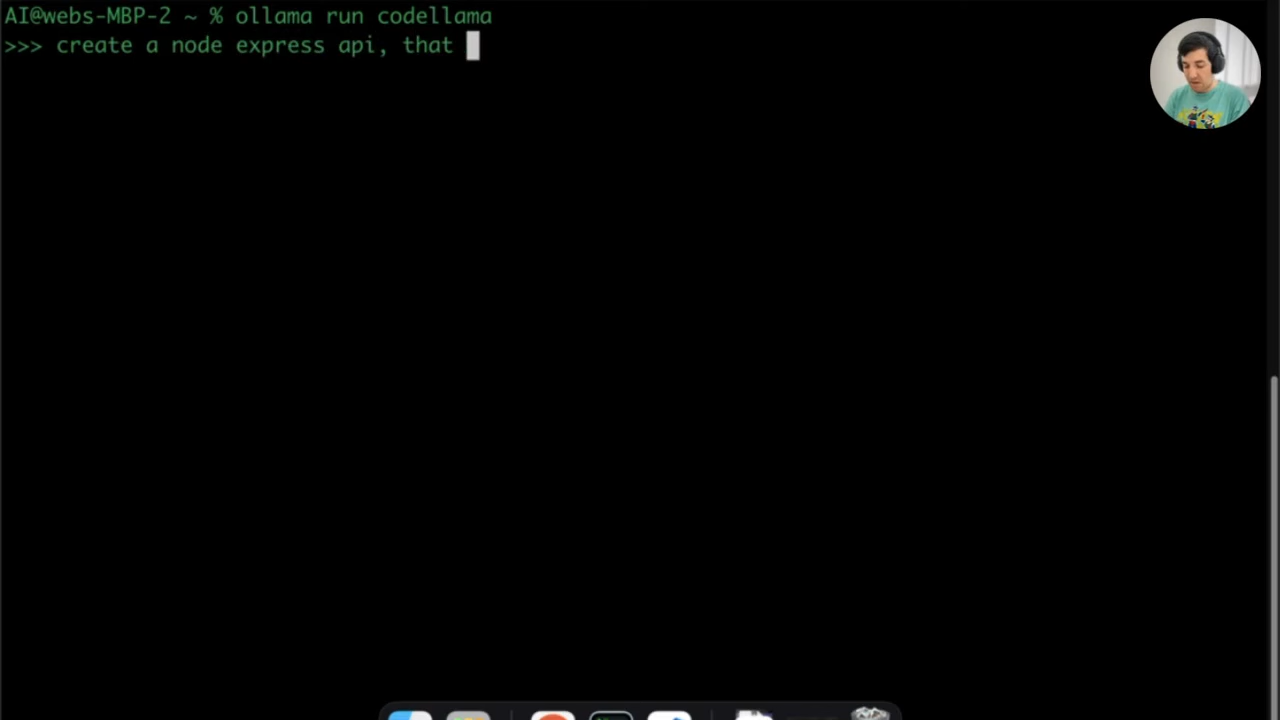 AI@webs-MBP-2 ~ % ollama run codellama
>>> create a node express api, that